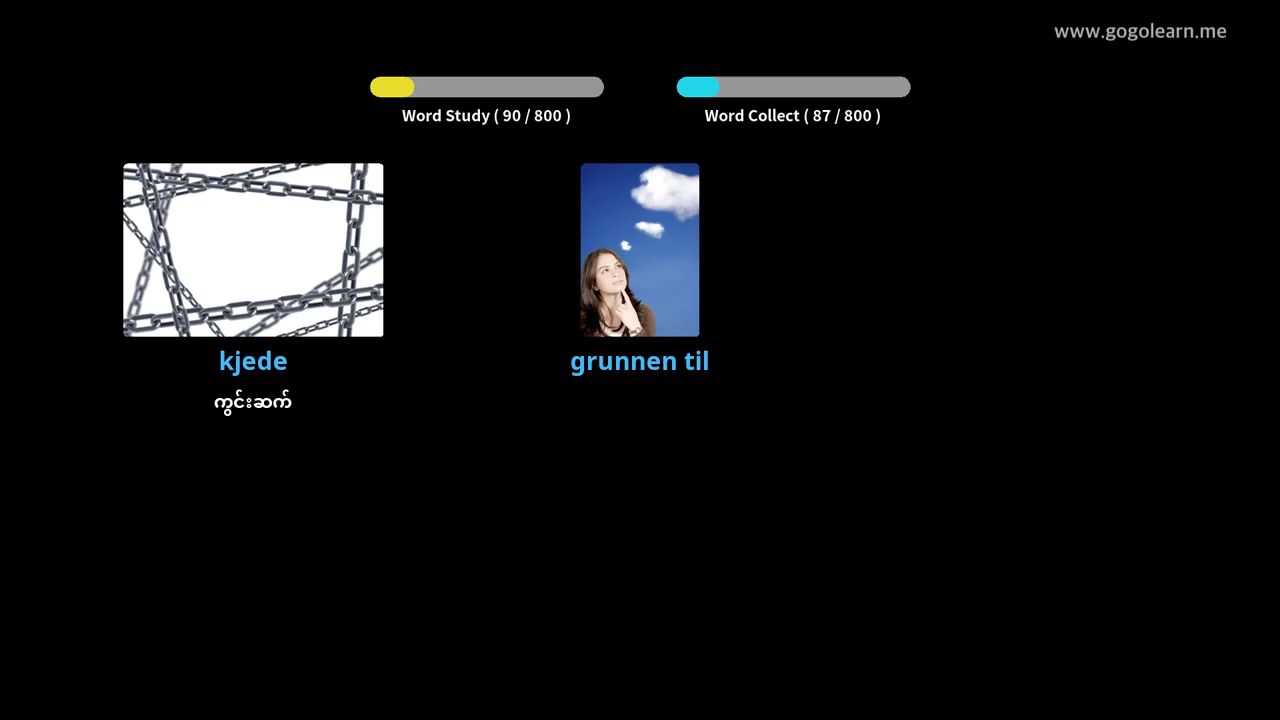 www.gogolearn.me
Word Study ( 90 / 800 )
Word Collect ( 87 / 800 )
kjede
grunnen til
ကွင်းဆက်